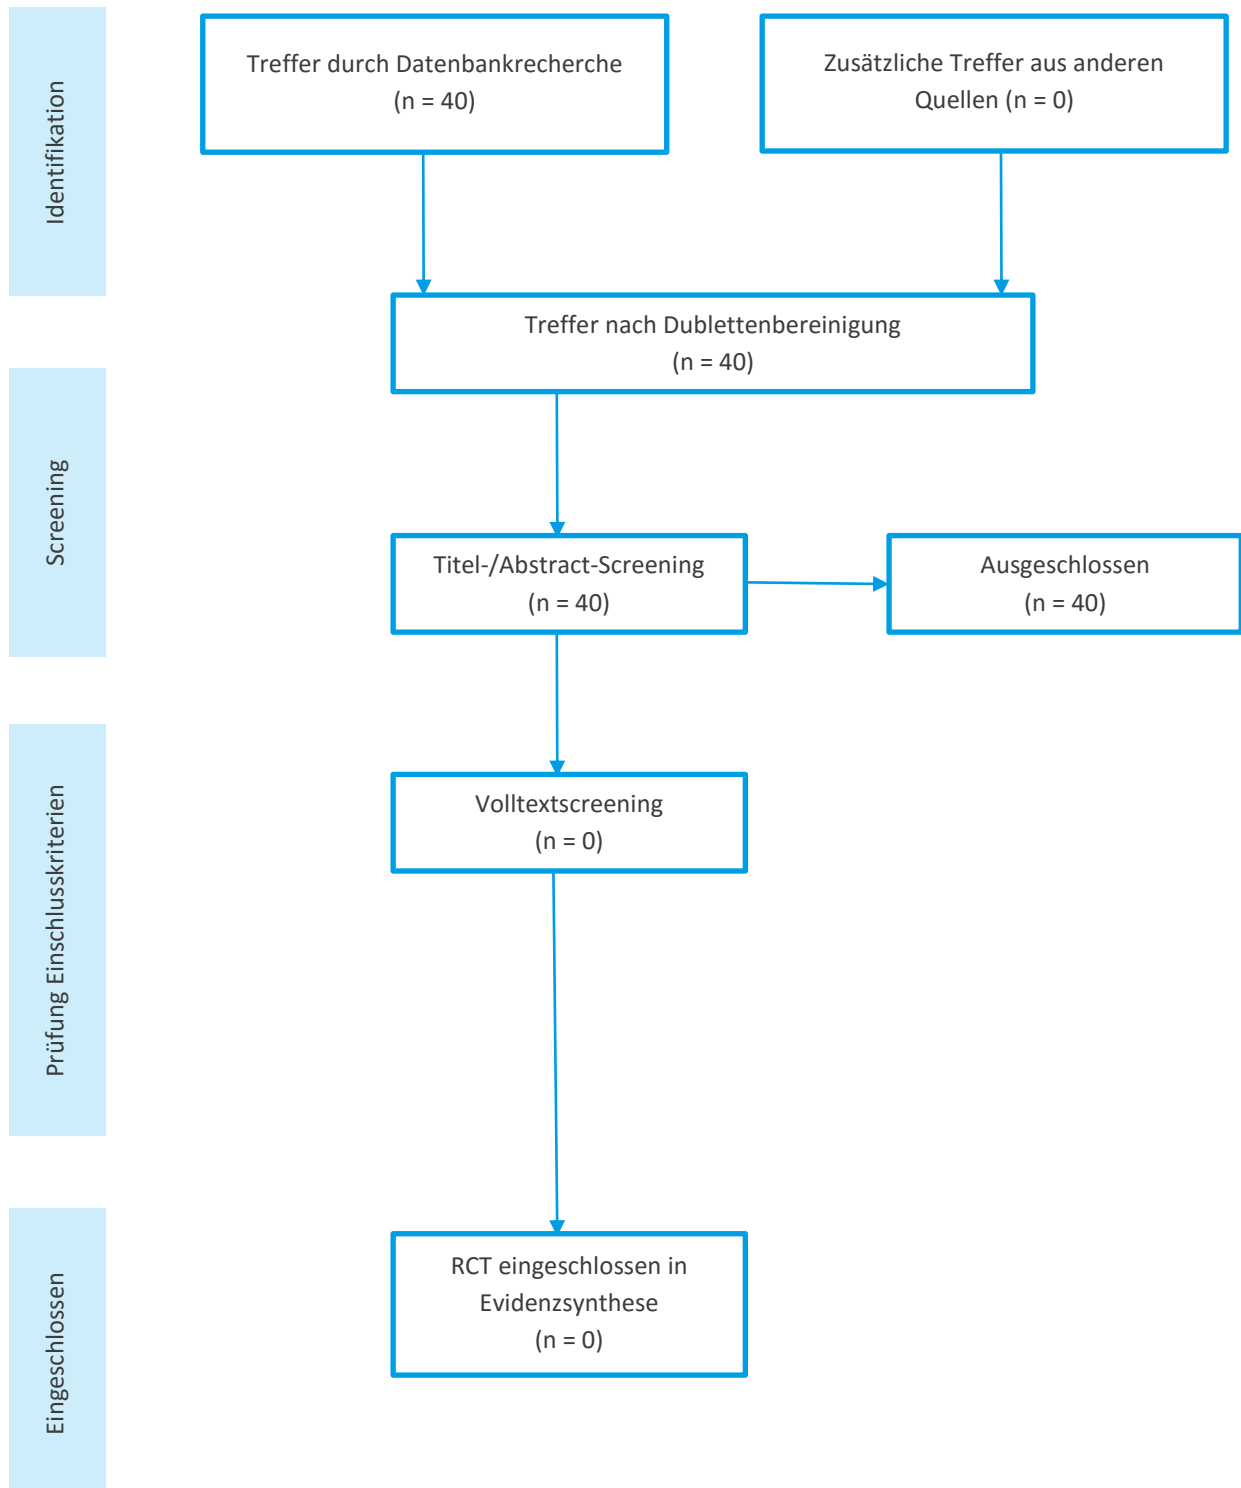 Identifikation
Treffer durch Datenbankrecherche
(n = 40)
Zusätzliche Treffer aus anderen
Quellen (n = 0)
Treffer nach Dublettenbereinigung
(n = 40)
Screening
Titel-/Abstract-Screening
(n = 40)
Ausgeschlossen
(n = 40)
Prüfung Einschlusskriterien
Volltextscreening
(n = 0)
Eingeschlossen
RCT eingeschlossen in
Evidenzsynthese
(n = 0)